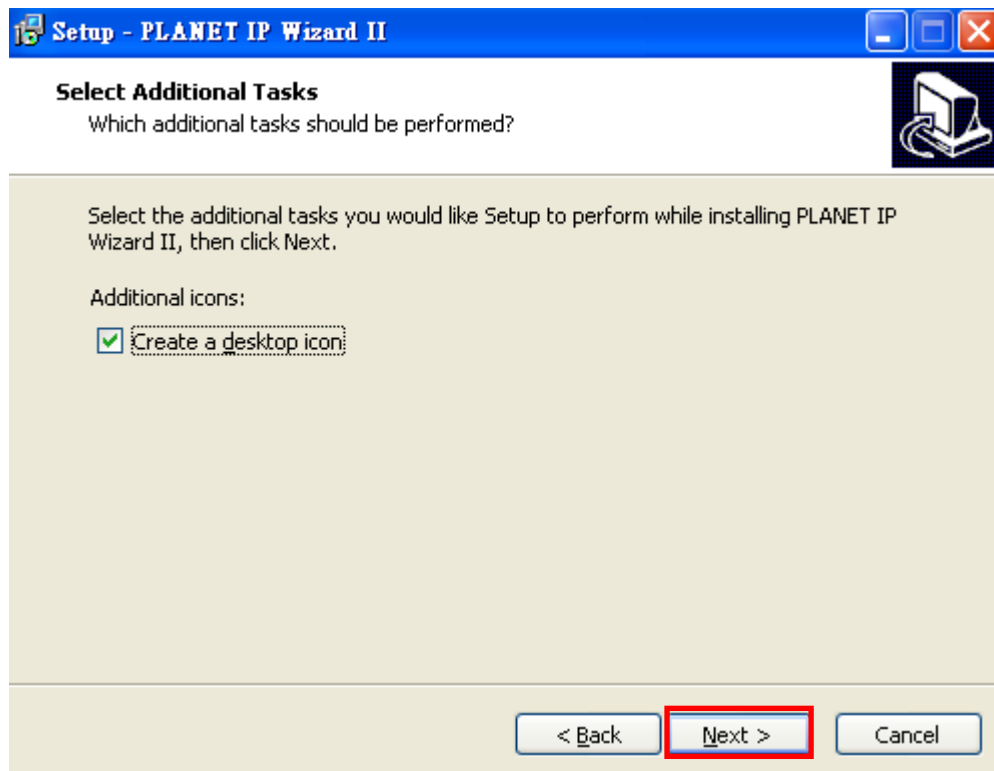 Setup - PLANET IP Wizard II
Select Additional Tasks
Which additional tasks should be performed?
Select the additional tasks you would like Setup to perform while installing PLANET IP
Wizard II, then click Next.
Additional icons:
Create a desktop icon
< Back Next > Cancel